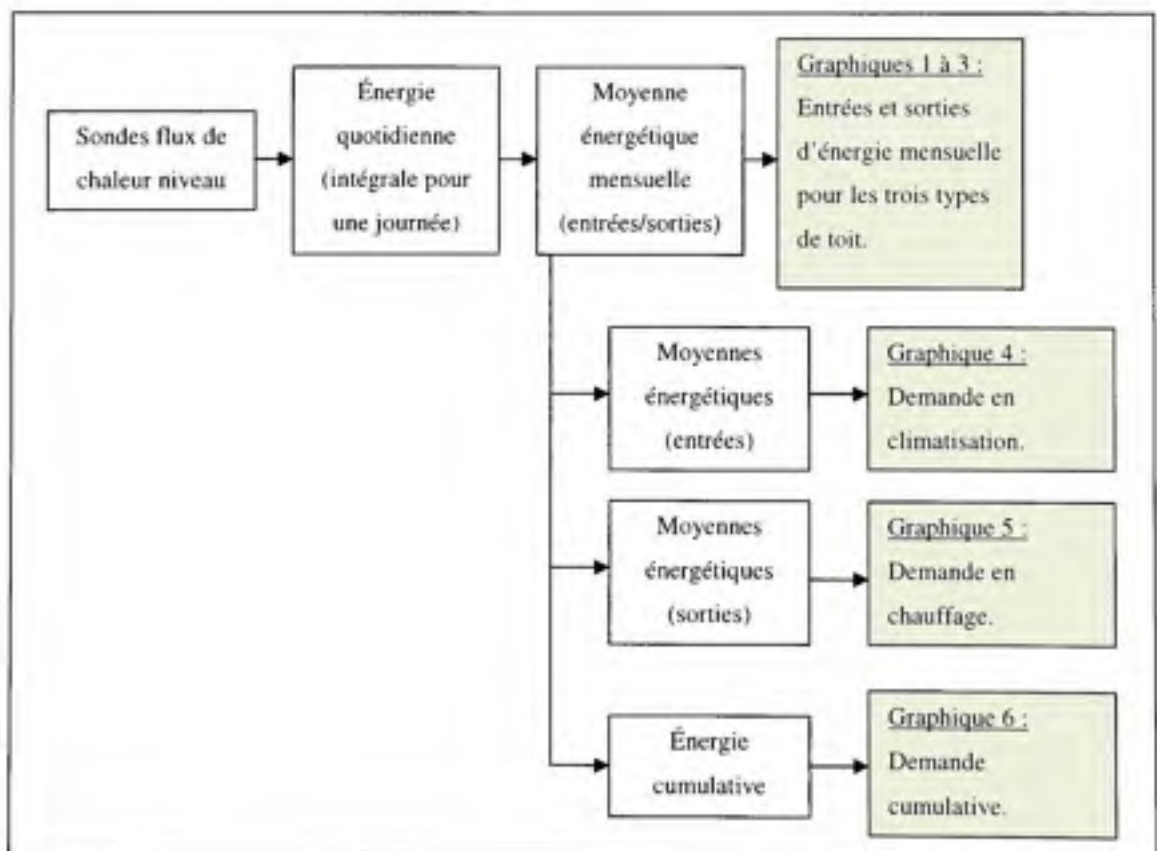 Sondes flux de
chaleur niveau
Énergie
quotidienne
(intégrale pour
une journée)
Moyenne
énergétique
mensuelle
(entrées/sorties)
Graphiques 1 à 3 :
Entrées et sorties
d'énergie mensuelle
pour les trois types
de toit.
Moyennes
énergétiques
(entrées)
Graphique 4 :
Demande en
climatisation.
Moyennes
énergétiques
(sorties)
Graphique 5 :
Demande en
chauffage.
Énergie
cumulative
Graphique 6 :
Demande
cumulative.